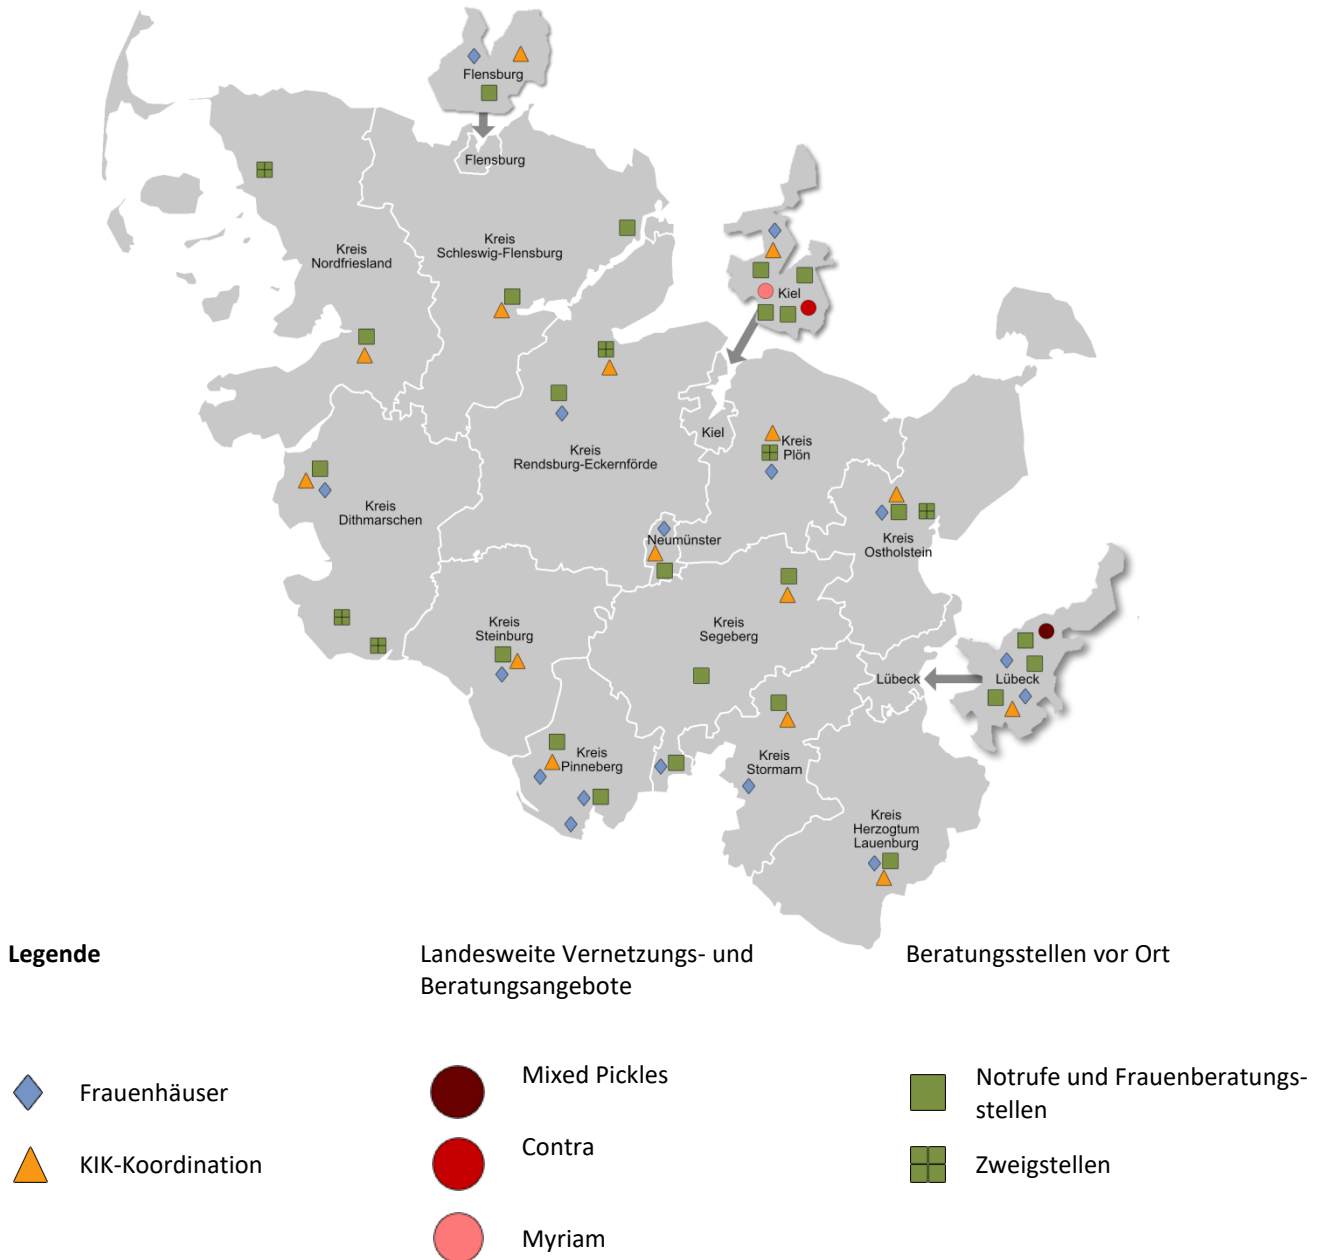 Flensburg
Flensburg
Kreis
Nordfriesland
Kreis
Schleswig-Flensburg
Kiel
Kiel
Kreis
Rendsburg-Eckernförde
Kreis
Plön
Kreis
Dithmarschen
Neumünster
Kreis
Ostholstein
Kreis
Steinburg
Kreis
Segeberg
Lübeck
Lübeck
Kreis
Pinneberg
Kreis
Stormarn
Kreis
Herzogtum
Lauenburg
Legende
Landesweite Vernetzungs- und
Beratungsangebote
Beratungsstellen vor Ort
Frauenhäuser
KIK-Koordination
Mixed Pickles
Contra
Myriam
Notrufe und Frauenberatungs-
stellen
Zweigstellen